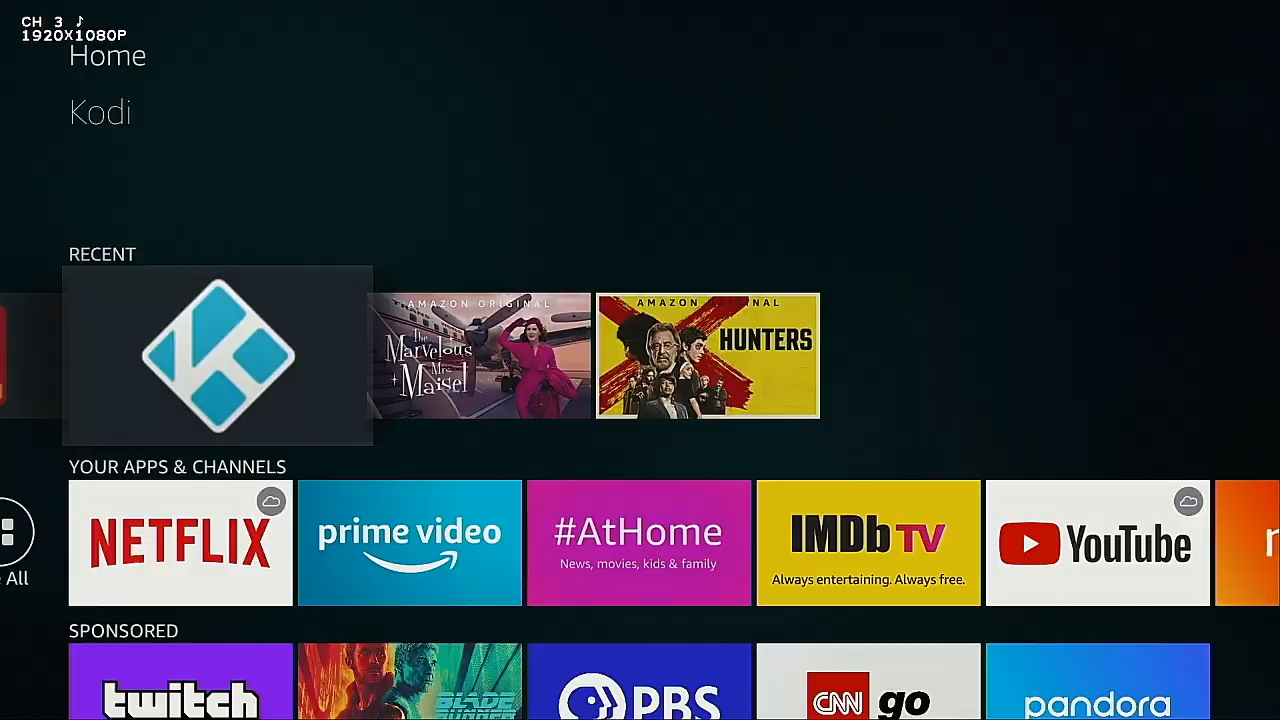 CH 3 ♪
1920X1080P
Home
Kodi
RECENT
AMAZON ORIGINAL
The
Marvelous
Mrs.
Maisel
AMAZON
HUNTERS
YOUR APPS & CHANNELS
NETFLIX
prime video
#AtHome
News, movies, kids & family
IMDb TV
Always entertaining. Always free.
YouTube
All
SPONSORED
twitch
BLADE
RUNNER
PBS
CNN go
pandora